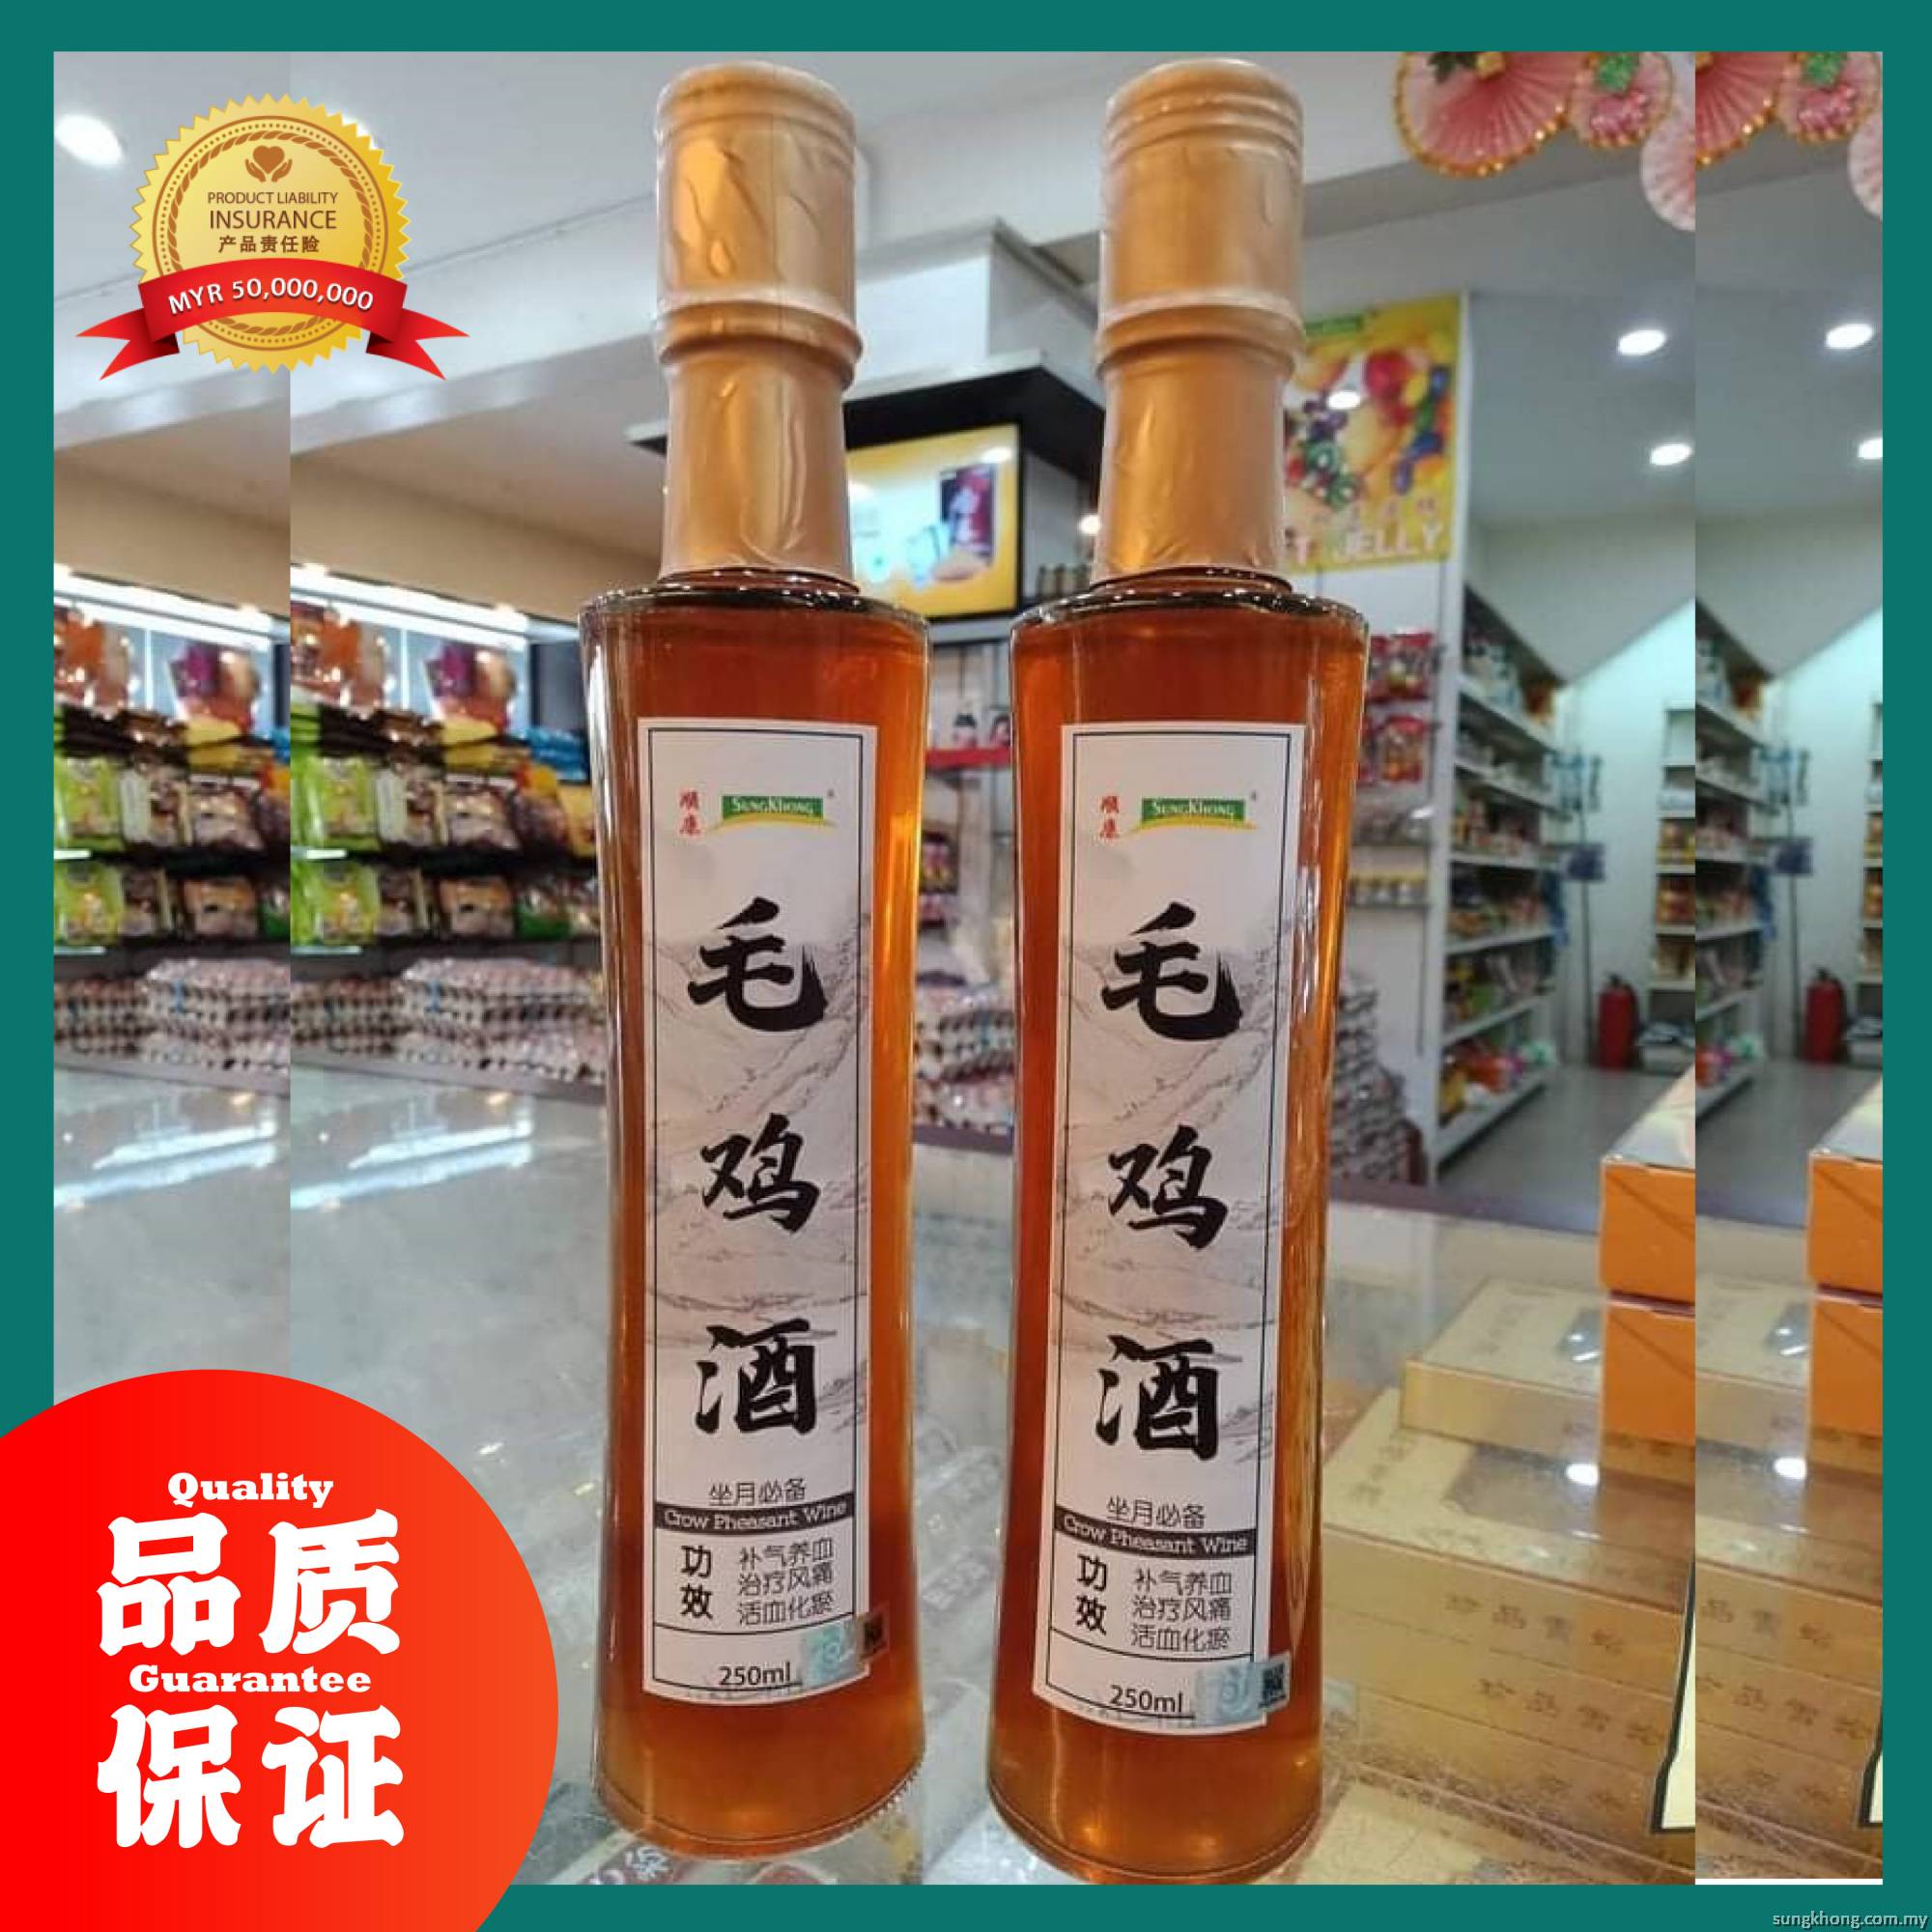 PRODUCT LIABILITY
INSURANCE
产品责任险
MYR 50,000,000
JELLY
順康
SUNGKHONG
毛鸡酒
坐月必备
Crow Pheasant Wine
功效
补气养血
治疗风痛
活血化瘀
250ml
順康
SUNGKHONG
毛鸡酒
坐月必备
Crow Pheasant Wine
功效
补气养血
治疗风痛
活血化瘀
250ml
Quality
品质
Guarantee
保证
sungkhong.com.my